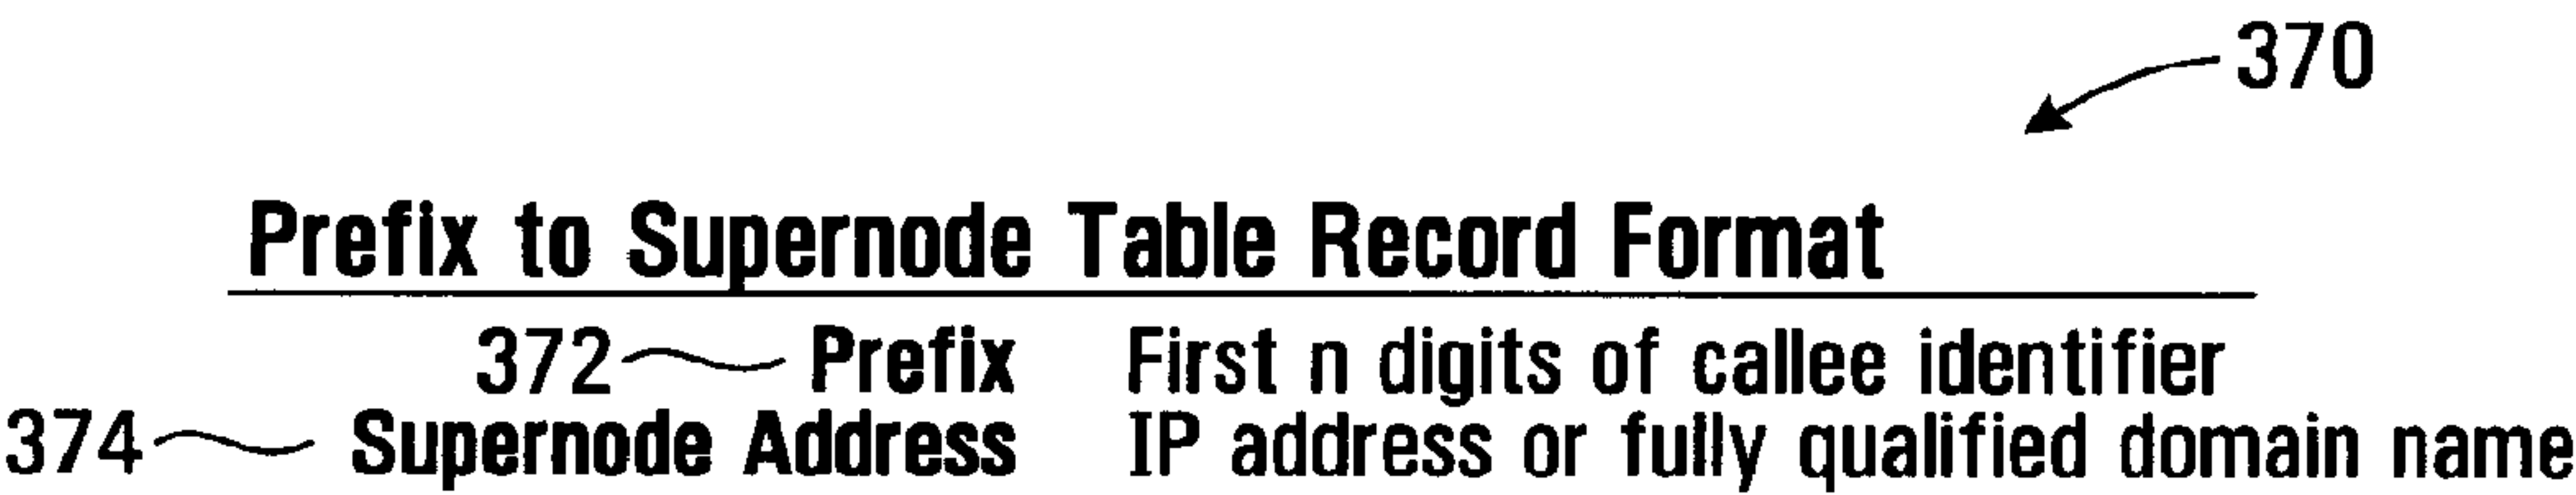 370
Prefix to Supernode Table Record Format
372 Prefix First n digits of callee identifier
374 Supernode Address IP address or fully qualified domain name